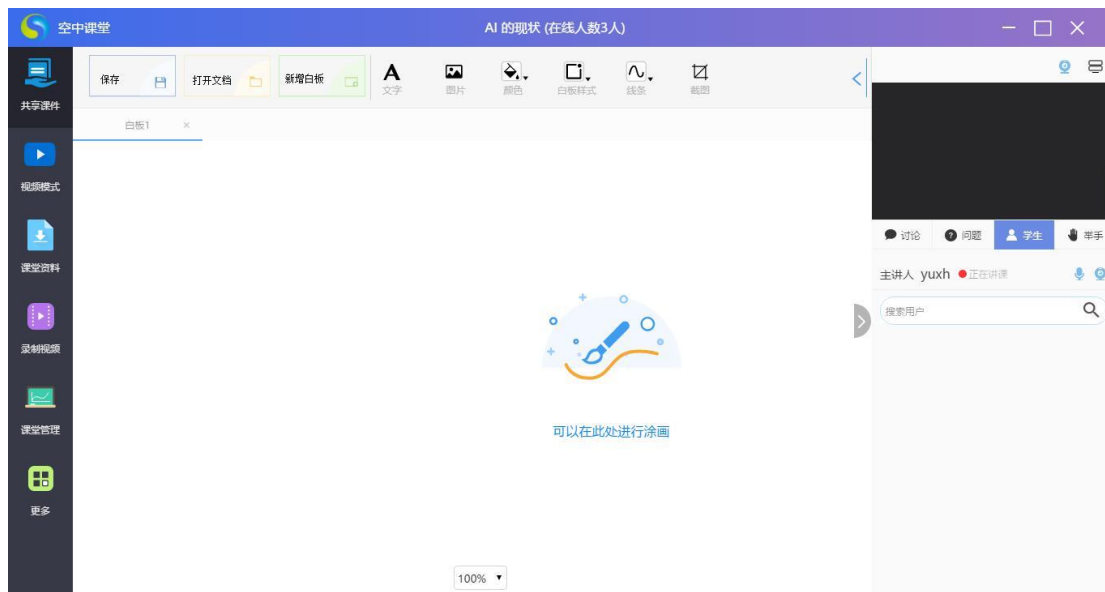 空中课堂
AI 的现状 (在线人数3人)
共享课件
视频模式
课堂资料
录制视频
课堂管理
更多
保存
打开文档
新增白板
A
文字
图片
颜色
白板样式
线条
截图
白板1 ×
可以在此处进行涂画
100%
讨论
问题
学生
举手
主讲人 yuxh 正在讲课
搜索用户